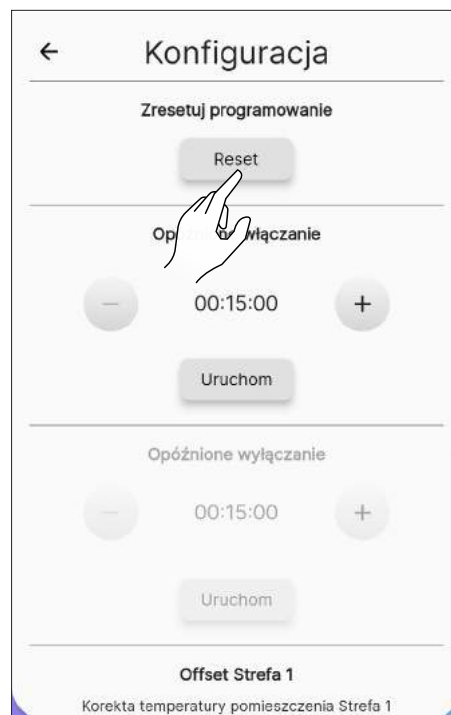 Konfiguracja
Zresetuj programowanie
Reset
włączanie
00:15:00
Uruchom
Opóźnione wyłączanie
00:15:00
Uruchom
Offset Strefa 1
Korekta temperatury pomieszczenia Strefa 1